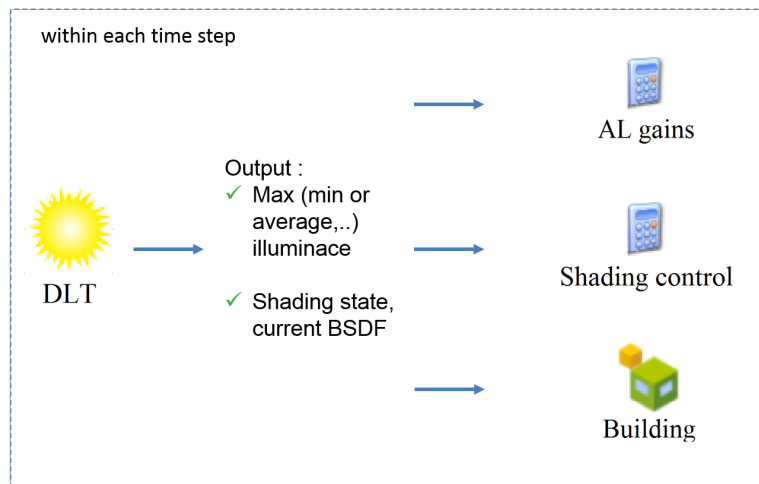 within each time step
AL gains
Output :
✓ Max (min or
average,..)
illuminace
DLT
Shading control
✓ Shading state,
current BSDF
Building